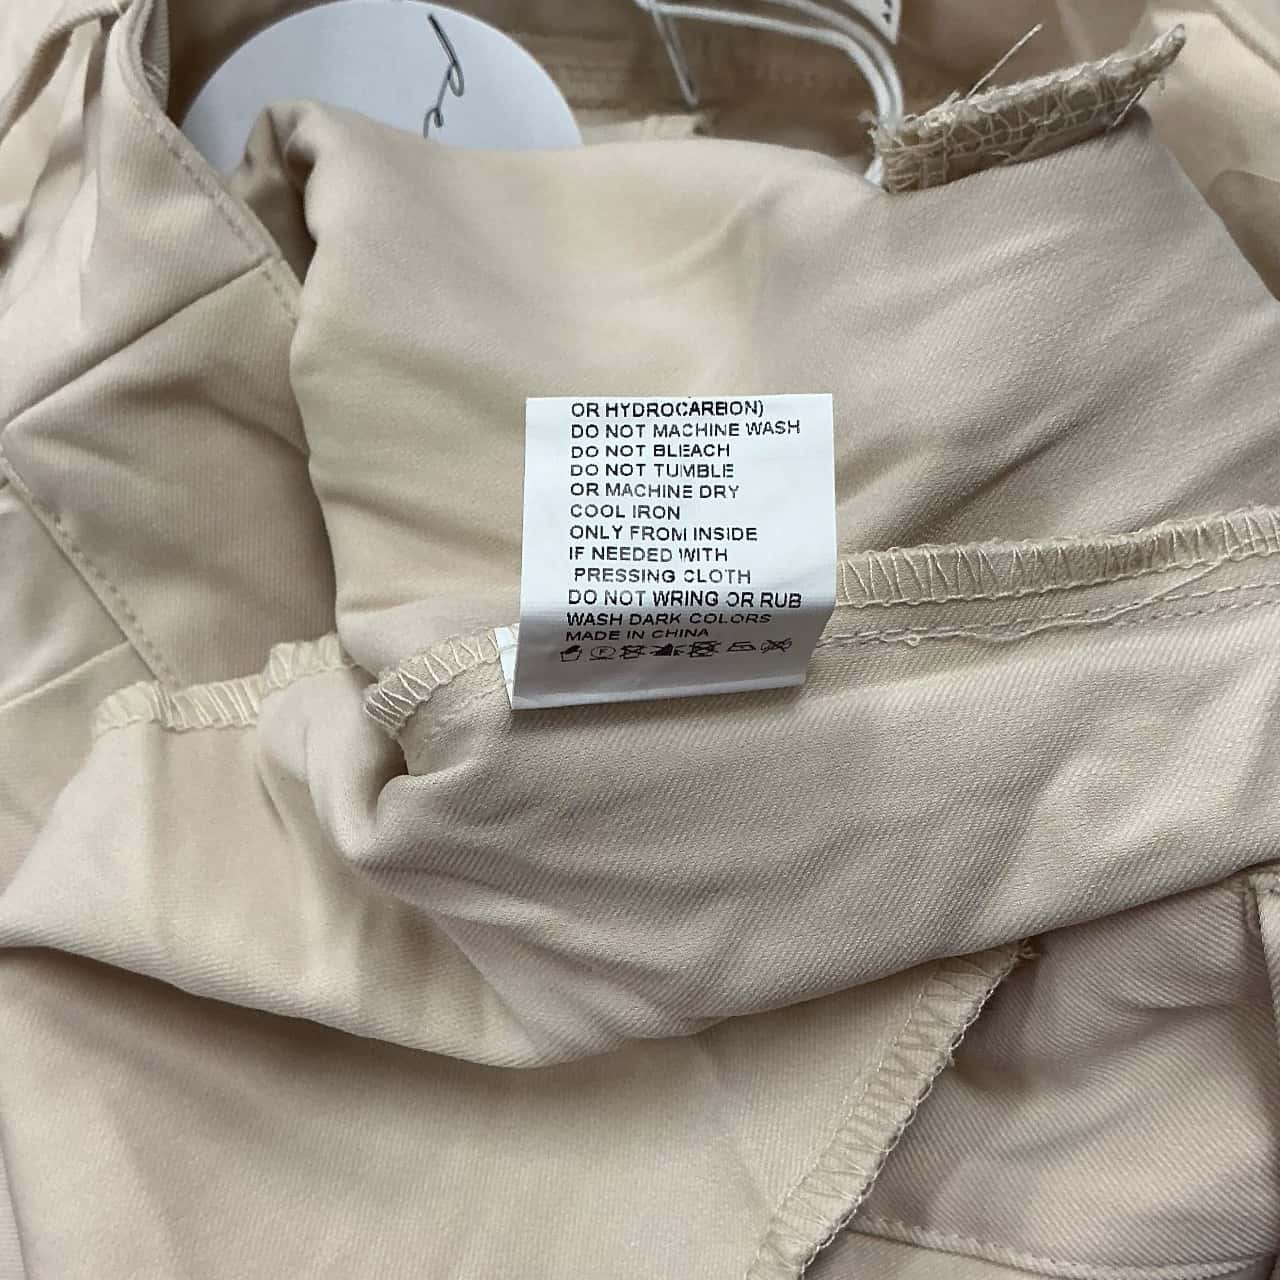 OR HYDROCARBON)
DO NOT MACHINE WASH
DO NOT BLEACH
DO NOT TUMBLE
OR MACHINE DRY
COOL IRON
ONLY FROM INSIDE
IF NEEDED WITH
PRESSING CLOTH
DO NOT WRING OR RUB
WASH DARK COLORS
MADE IN CHINA